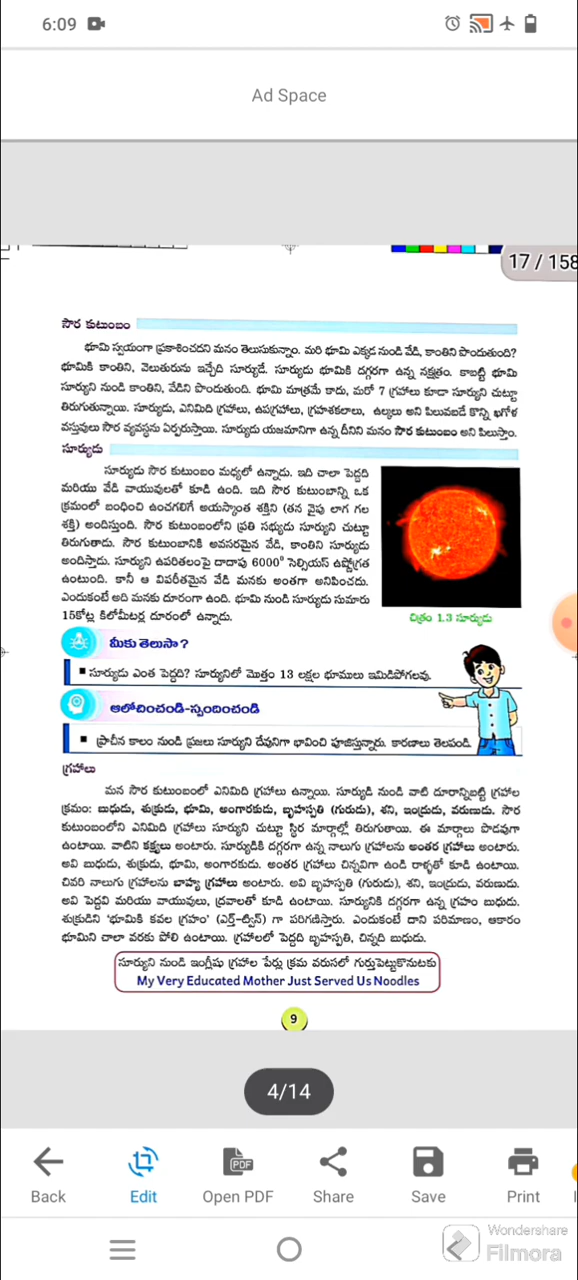 6:09
Ad Space
17 / 158
సౌర కుటుంబం
భూమి స్వయంగా ప్రకాశించదని మనం తెలుసుకున్నాం. మరి భూమి ఎక్కడ నుండి వేడి, కాంతిని పొందుతుంది?
భూమికి కాంతిని, వెలుతురును ఇచ్చేది సూర్యుడే. సూర్యుడు భూమికి దగ్గరగా ఉన్న నక్షత్రం. కాబట్టి భూమి
సూర్యుని నుండి కాంతిని, వేడిని పొందుతుంది. భూమి మాత్రమే కాదు, మరో 7 గ్రహాలు కూడా సూర్యుని చుట్టూ
తిరుగుతున్నాయి. సూర్యుడు, ఎనిమిది గ్రహాలు, ఉపగ్రహాలు, గ్రహశకలాలు, ఉల్కలు అని పిలువబడే కొన్ని ఖగోళ
వస్తువులు సౌర వ్యవస్థను ఏర్పరుస్తాయి. సూర్యుడు యజమానిగా ఉన్న దీనిని మనం సౌర కుటుంబం అని పిలుస్తాం.
సూర్యుడు
సూర్యుడు సౌర కుటుంబం మధ్యలో ఉన్నాడు. ఇది చాలా పెద్దది
మరియు వేడి వాయువులతో కూడి ఉంది. ఇది సౌర కుటుంబాన్ని ఒక
క్రమంలో బంధించి ఉంచగలిగే అయస్కాంత శక్తిని (తన వైపు లాగ గల
శక్తి) అందిస్తుంది. సౌర కుటుంబంలోని ప్రతి సభ్యుడు సూర్యుని చుట్టూ
తిరుగుతాడు. సౌర కుటుంబానికి అవసరమైన వేడి, కాంతిని సూర్యుడు
అందిస్తాడు. సూర్యుని ఉపరితలంపై దాదాపు 6000⁰ సెల్సియస్ ఉష్ణోగ్రత
ఉంటుంది. కానీ ఆ విపరీతమైన వేడి మనకు అంతగా అనిపించదు.
ఎందుకంటే అది మనకు దూరంగా ఉంది. భూమి నుండి సూర్యుడు సుమారు
15కోట్ల కిలోమీటర్ల దూరంలో ఉన్నాడు.
చిత్రం 1.3 సూర్యుడు
మీకు తెలుసా?
■ సూర్యుడు ఎంత పెద్దది? సూర్యునిలో మొత్తం 13 లక్షల భూములు ఇమిడిపోగలవు.
ఆలోచించండి-స్పందించండి
■ ప్రాచీన కాలం నుండి ప్రజలు సూర్యుని దేవునిగా భావించి పూజిస్తున్నారు. కారణాలు తెలపండి.
గ్రహాలు
మన సౌర కుటుంబంలో ఎనిమిది గ్రహాలు ఉన్నాయి. సూర్యుడి నుండి వాటి దూరాన్నిబట్టి గ్రహాల
క్రమం: బుధుడు, శుక్రుడు, భూమి, అంగారకుడు, బృహస్పతి (గురుడు), శని, ఇంద్రుడు, వరుణుడు. సౌర
కుటుంబంలోని ఎనిమిది గ్రహాలు సూర్యుని చుట్టూ స్థిర మార్గాల్లో తిరుగుతాయి. ఈ మార్గాలు పొడవుగా
ఉంటాయి. వాటిని కక్ష్యలు అంటారు. సూర్యుడికి దగ్గరగా ఉన్న నాలుగు గ్రహాలను అంతర గ్రహాలు అంటారు.
అవి బుధుడు, శుక్రుడు, భూమి, అంగారకుడు. అంతర గ్రహాలు చిన్నవిగా ఉండి రాళ్ళతో కూడి ఉంటాయి.
చివరి నాలుగు గ్రహాలను బాహ్య గ్రహాలు అంటారు. అవి బృహస్పతి (గురుడు), శని, ఇంద్రుడు, వరుణుడు.
అవి పెద్దవి మరియు వాయువులు, ద్రవాలతో కూడి ఉంటాయి. సూర్యునికి దగ్గరగా ఉన్న గ్రహం బుధుడు.
శుక్రుడిని 'భూమికి కవల గ్రహం' (ఎర్త్-ట్విన్) గా పరిగణిస్తారు. ఎందుకంటే దాని పరిమాణం, ఆకారం
భూమిని చాలా వరకు పోలి ఉంటాయి. గ్రహాలలో పెద్దది బృహస్పతి, చిన్నది బుధుడు.
సూర్యుని నుండి ఇంగ్లీషు గ్రహాల పేర్లు క్రమ వరుసలో గుర్తుపెట్టుకొనుటకు
My Very Educated Mother Just Served Us Noodles
9
4/14
Back
Edit
PDF
Open PDF
Share
Save
Print
Wondershare
Filmora